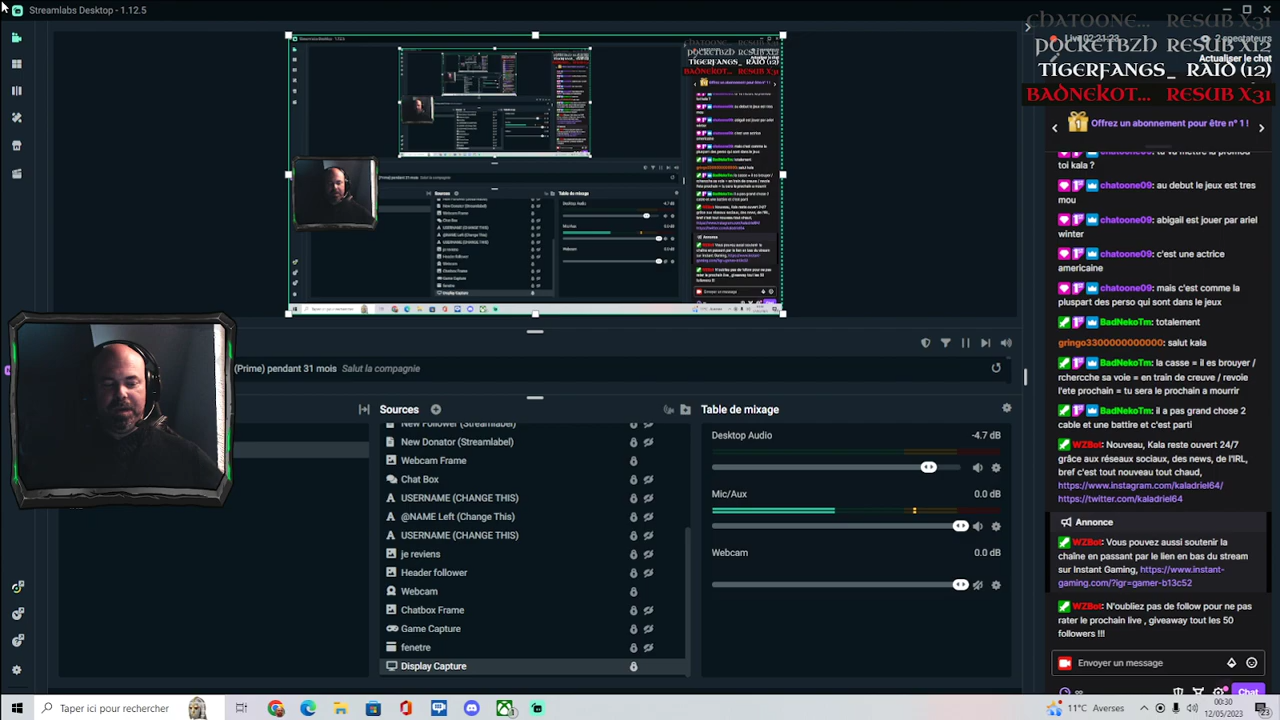 Streamlabs Desktop - 1.12.5
CHATOONE... RESUB X31
TIGERFANGS_ RAID (12)
BADNEKOT... RESUB X31
2 spectateurs
Actualiser le chat
Offrez un abonnement pour être n° 1 !
toi kala ?
chatoone09: au debut le jeux est tres
mou
chatoone09: abigail est jouer par ariel
winter
chatoone09: c'est une actrice
americaine
chatoone09: mais c'est comme la
pluspart des perso qui sont dans le jeux
BadNekoTm: totalement
gringo3300000000000: salut kala
BadNekoTm: la casse = il es brouyer /
rchercche sa voie = en train de creuve / revoie
l'ete prochain = tu sera le prochain a mourrir
BadNekoTm: il a pas grand chose 2
cable et une battire et c'est parti
WZBot: Nouveau, Kala reste ouvert 24/7
grâce aux réseaux sociaux, des news, de l'IRL,
bref c'est tout nouveau tout chaud,
https://www.instagram.com/kaladriel64/
https://twitter.com/kaladriel64
Annonce
WZBot: Vous pouvez aussi soutenir la
chaîne en passant par le lien en bas du stream
sur Instant Gaming, https://www.instant-
gaming.com/?igr=gamer-b13c52
WZBot: N'oubliez pas de follow pour ne pas
rater le prochain live , giveaway tout les 50
followers !!!
Envoyer un message
Chat
(Prime) pendant 31 mois Salut la compagnie
Sources
New Follower (Streamlabel)
New Donator (Streamlabel)
Webcam Frame
Chat Box
USERNAME (CHANGE THIS)
@NAME Left (Change This)
USERNAME (CHANGE THIS)
je reviens
Header follower
Webcam
Chatbox Frame
Game Capture
fenetre
Display Capture
Table de mixage
Desktop Audio -4.7 dB
Mic/Aux 0.0 dB
Webcam 0.0 dB
Taper ici pour rechercher
11°C Averses
00:30
12/05/2023